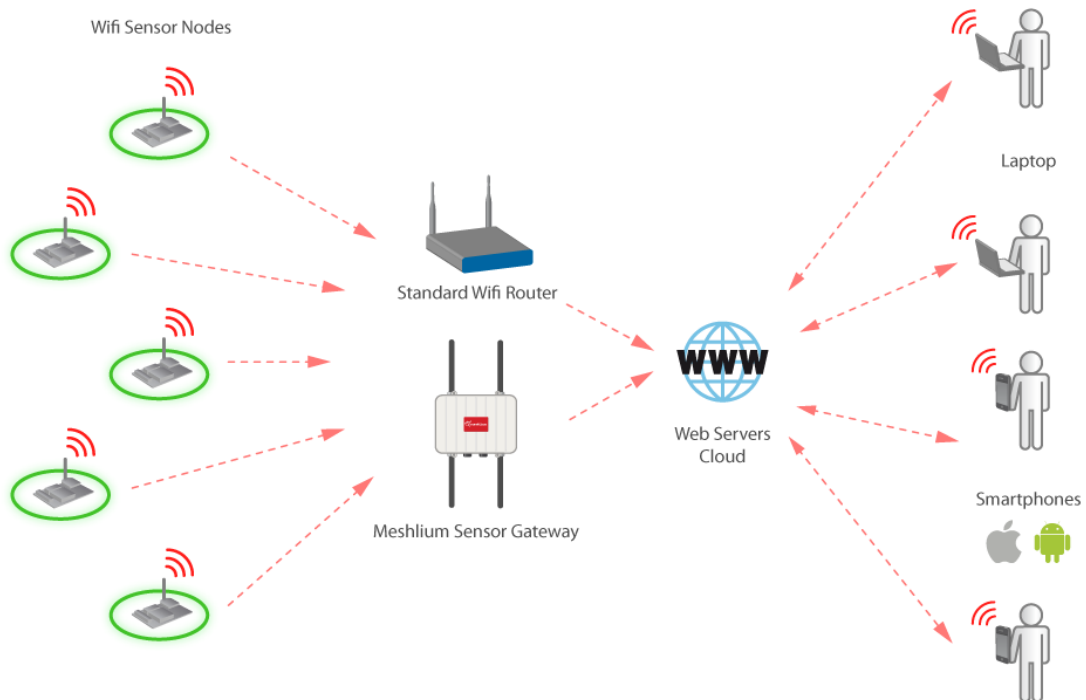 Wifi Sensor Nodes
Laptop
Standard Wifi Router
WWW
Web Servers
Cloud
Smartphones
Meshlium Sensor Gateway